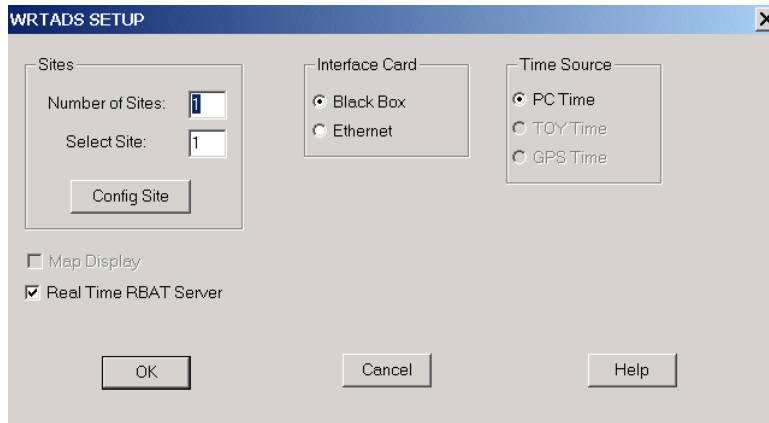 WRTADS SETUP
Sites
Number of Sites: 1
Select Site: 1
Config Site
Interface Card
Black Box
Ethernet
Time Source
PC Time
TOY Time
GPS Time
Map Display
Real Time RBAT Server
OK Cancel Help